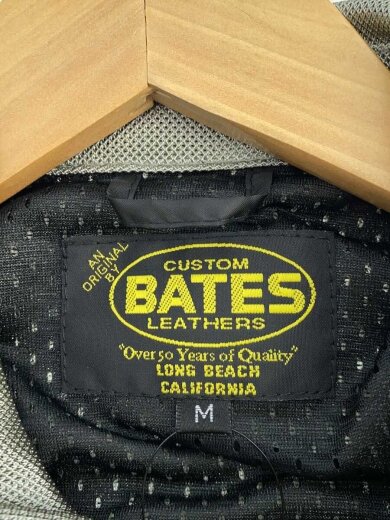 AN
ORIGINAL
BY
CUSTOM
BATES
LEATHERS
"Over 50 Years of Quality"
LONG BEACH
CALIFORNIA
M